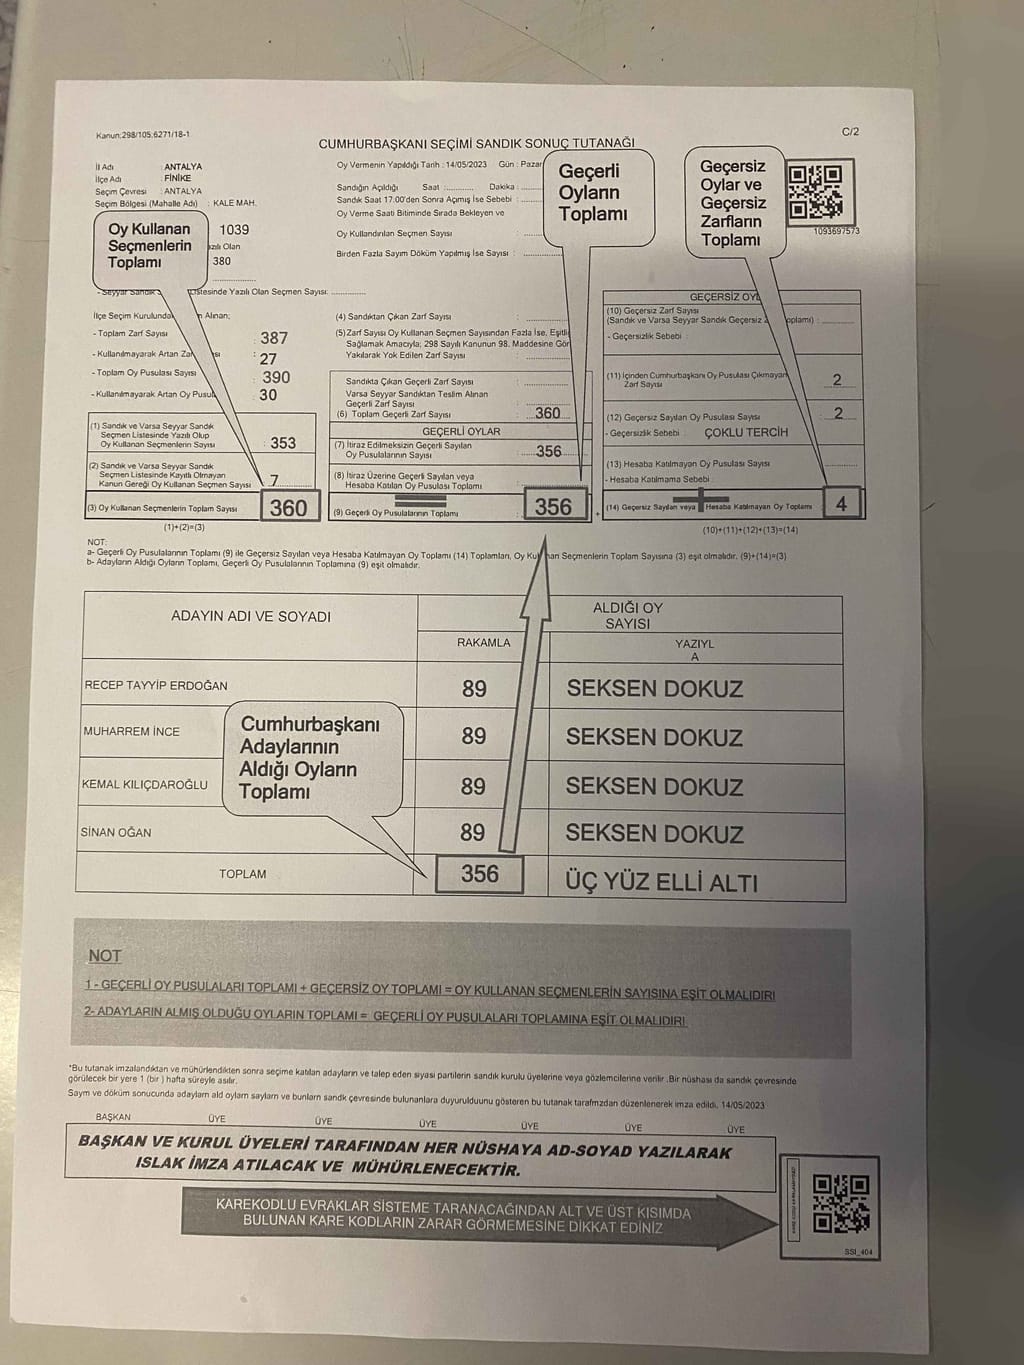 Kanun:298/105;6271/18-1
C/2
CUMHURBAŞKANI SEÇİMİ SANDIK SONUÇ TUTANAĞI
İl Adı : ANTALYA
İlçe Adı : FİNİKE
Seçim Çevresi : ANTALYA
Seçim Bölgesi (Mahalle Adı) : KALE MAH.
Oy Kullanan
Seçmenlerin
Toplamı
1039
zılı Olan
380
- Seyyar Sandık Listesinde Yazılı Olan Seçmen Sayısı: ..............
Oy Vermenin Yapıldığı Tarih : 14/05/2023 Gün : Pazar
Sandığın Açıldığı Saat ............ Dakika : ........
Sandık Saat 17.00'den Sonra Açılmış İse Sebebi : ........
Oy Verme Saati Bitiminde Sırada Bekleyen ve
Oy Kullandırılan Seçmen Sayısı : ........
Birden Fazla Sayım Döküm Yapılmış İse Sayısı : ..............
Geçerli
Oyların
Toplamı
Geçersiz
Oylar ve
Geçersiz
Zarfların
Toplamı
1093697573
İlçe Seçim Kurulundan Alınan;
- Toplam Zarf Sayısı : 387
- Kullanılmayarak Artan Zarf : 27
- Toplam Oy Pusulası Sayısı : 390
- Kullanılmayarak Artan Oy Pusula : 30
(1) Sandık ve Varsa Seyyar Sandık
Seçmen Listesinde Yazılı Olup
Oy Kullanan Seçmenlerin Sayısı : 353
(2) Sandık ve Varsa Seyyar Sandık
Seçmen Listesinde Kayıtlı Olmayan
Kanun Gereği Oy Kullanan Seçmen Sayısı : 7
(3) Oy Kullanan Seçmenlerin Toplam Sayısı 360
(1)+(2)=(3)
(4) Sandıktan Çıkan Zarf Sayısı : ..............
(5) Zarf Sayısı Oy Kullanan Seçmen Sayısından Fazla İse, Eşitli
Sağlamak Amacıyla; 298 Sayılı Kanunun 98. Maddesine Gör
Yakılarak Yok Edilen Zarf Sayısı : ..............
Sandıkta Çıkan Geçerli Zarf Sayısı : ..............
Varsa Seyyar Sandıktan Teslim Alınan
Geçerli Zarf Sayısı : ..............
(6) Toplam Geçerli Zarf Sayısı : 360
GEÇERLİ OYLAR
(7) İtiraz Edilmeksizin Geçerli Sayılan
Oy Pusulalarının Sayısı : 356
(8) İtiraz Üzerine Geçerli Sayılan veya
Hesaba Katılan Oy Pusulası Toplamı : ..............
(9) Geçerli Oy Pusulalarının Toplamı 356
+
GEÇERSİZ OYL
(10) Geçersiz Zarf Sayısı
(Sandık ve Varsa Seyyar Sandık Geçersiz Z oplamı) : ........
- Geçersizlik Sebebi :
(11) İçinden Cumhurbaşkanı Oy Pusulası Çıkmayan
Zarf Sayısı 2
(12) Geçersiz Sayılan Oy Pusulası Sayısı 2
- Geçersizlik Sebebi : ÇOKLU TERCİH
(13) Hesaba Katılmayan Oy Pusulası Sayısı ........
- Hesaba Katılmama Sebebi
(14) Geçersiz Sayılan veya Hesaba Katılmayan Oy Toplamı 4
(10)+(11)+(12)+(13)=(14)
NOT:
a- Geçerli Oy Pusulalarının Toplamı (9) ile Geçersiz Sayılan veya Hesaba Katılmayan Oy Toplamı (14) Toplamları, Oy Ku nan Seçmenlerin Toplam Sayısına (3) eşit olmalıdır. (9)+(14)=(3)
b- Adayların Aldığı Oyların Toplamı, Geçerli Oy Pusulalarının Toplamına (9) eşit olmalıdır.
ADAYIN ADI VE SOYADI
ALDIĞI OY
SAYISI
RAKAMLA
YAZIYL
A
RECEP TAYYİP ERDOĞAN 89 SEKSEN DOKUZ
MUHARREM İNCE 89 SEKSEN DOKUZ
KEMAL KILIÇDAROĞLU 89 SEKSEN DOKUZ
SİNAN OĞAN 89 SEKSEN DOKUZ
TOPLAM 356 ÜÇ YÜZ ELLİ ALTI
Cumhurbaşkanı
Adaylarının
Aldığı Oyların
Toplamı
NOT
1 - GEÇERLİ OY PUSULALARI TOPLAMI + GEÇERSİZ OY TOPLAMI = OY KULLANAN SEÇMENLERİN SAYISINA EŞİT OLMALIDIR!
2- ADAYLARIN ALMIŞ OLDUĞU OYLARIN TOPLAMI = GEÇERLİ OY PUSULALARI TOPLAMINA EŞİT OLMALIDIR!
*Bu tutanak imzalandıktan ve mühürlendikten sonra seçime katılan adayların ve talep eden siyasi partilerin sandık kurulu üyelerine veya gözlemcilerine verilir .Bir nüshası da sandık çevresinde
görülecek bir yere 1 (bir ) hafta süreyle asılır.
Sayım ve döküm sonucunda adayların ald oyların sayların ve bunların sandk çevresinde bulunanlara duyurulduunu gösteren bu tutanak tarafmzdan düzenlenerek imza edildi. 14/05/2023
BAŞKAN ÜYE ÜYE ÜYE ÜYE ÜYE ÜYE
BAŞKAN VE KURUL ÜYELERİ TARAFINDAN HER NÜSHAYA AD-SOYAD YAZILARAK
ISLAK İMZA ATILACAK VE MÜHÜRLENECEKTİR.
KAREKODLU EVRAKLAR SİSTEME TARANACAĞINDAN ALT VE ÜST KISIMDA
BULUNAN KARE KODLARIN ZARAR GÖRMEMESİNE DİKKAT EDİNİZ
SSI_404